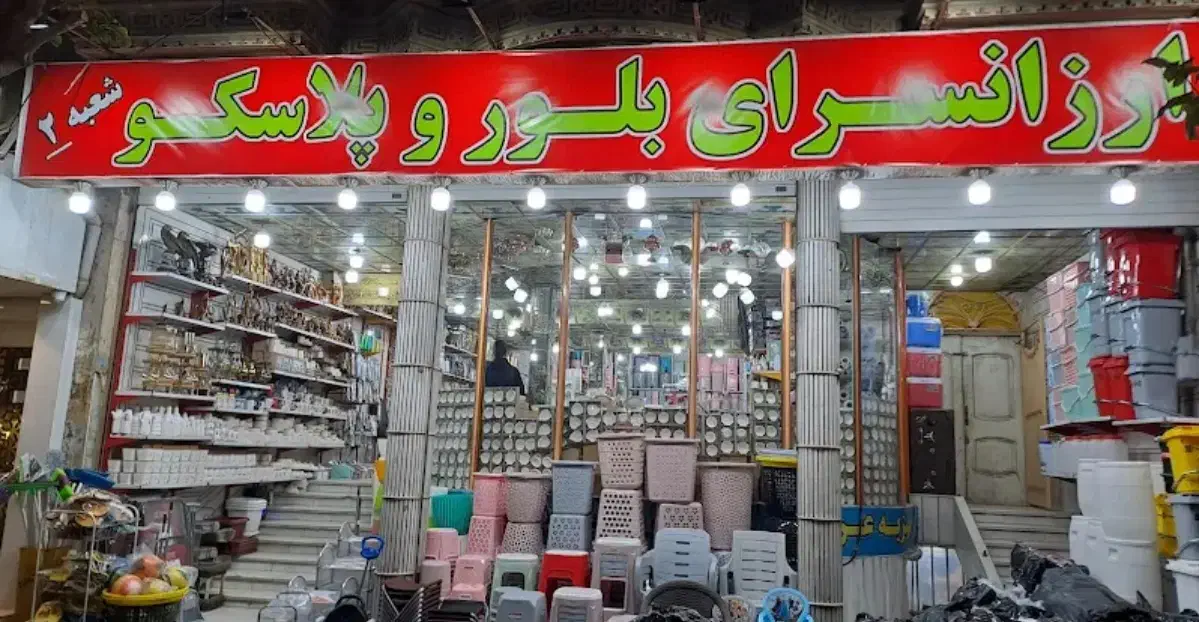 ارزانسرای بلور و پلاسکو شعبه ۲